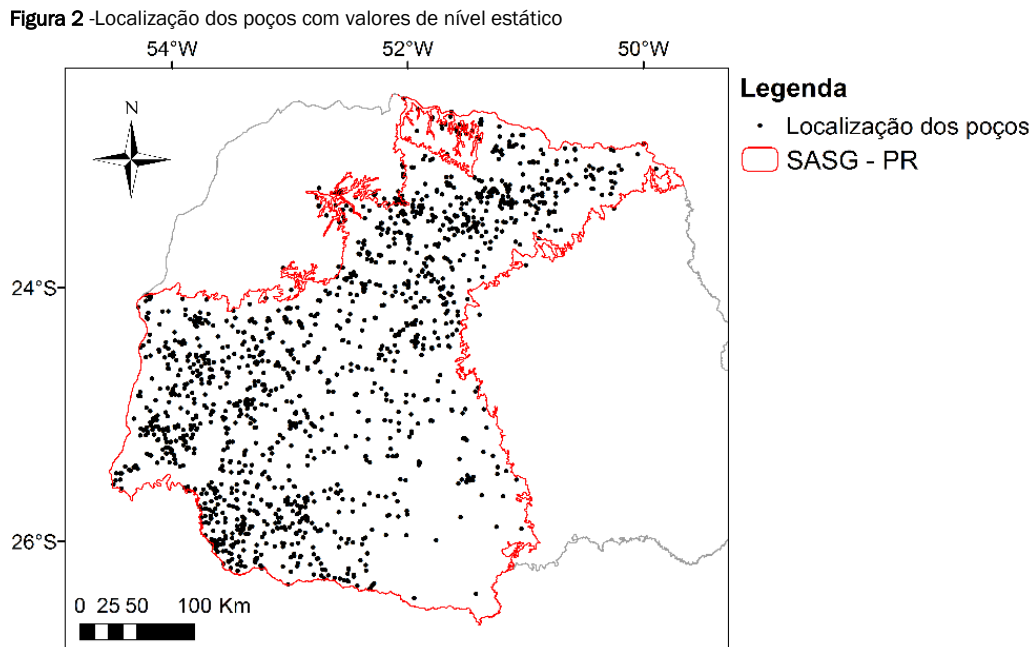 Figura 2 -Localização dos poços com valores de nível estático
54°W 52°W 50°W
N
24°S
26°S
0 25 50 100 Km
Legenda
Localização dos poços
SASG - PR